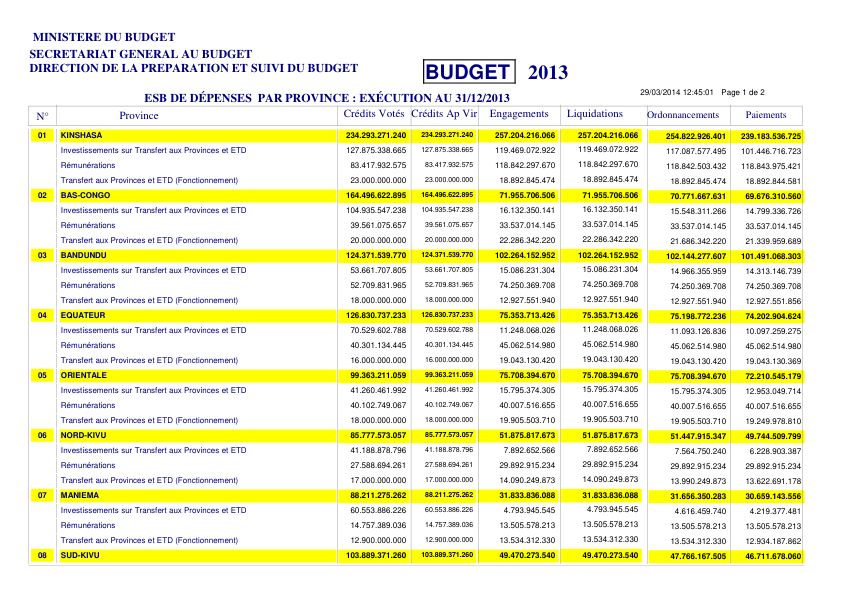 MINISTERE DU BUDGET
SECRETARIAT GENERAL AU BUDGET
DIRECTION DE LA PREPARATION ET SUIVI DU BUDGET
BUDGET 2013
29/03/2014 12:45:01 Page 1 de 2
ESB DE DÉPENSES PAR PROVINCE : EXÉCUTION AU 31/12/2013
N° Province Crédits Votés Crédits Ap Vir Engagements Liquidations Ordonnancements Paiements
01 KINSHASA 234.293.271.240 234.293.271.240 257.204.216.066 257.204.216.066 254.822.926.401 239.183.536.725
Investissements sur Transfert aux Provinces et ETD 127.875.338.665 127.875.338.665 119.469.072.922 119.469.072.922 117.087.577.495 101.446.716.723
Rémunérations 83.417.932.575 83.417.932.575 118.842.297.670 118.842.297.670 118.842.503.432 118.843.975.421
Transfert aux Provinces et ETD (Fonctionnement) 23.000.000.000 23.000.000.000 18.892.845.474 18.892.845.474 18.892.845.474 18.892.844.581
02 BAS-CONGO 164.496.622.895 164.496.622.895 71.955.706.506 71.955.706.506 70.771.667.631 69.676.310.560
Investissements sur Transfert aux Provinces et ETD 104.935.547.238 104.935.547.238 16.132.350.141 16.132.350.141 15.548.311.266 14.799.336.726
Rémunérations 39.561.075.657 39.561.075.657 33.537.014.145 33.537.014.145 33.537.014.145 33.537.014.145
Transfert aux Provinces et ETD (Fonctionnement) 20.000.000.000 20.000.000.000 22.286.342.220 22.286.342.220 21.686.342.220 21.339.959.689
03 BANDUNDU 124.371.539.770 124.371.539.770 102.264.152.952 102.264.152.952 102.144.277.607 101.491.068.303
Investissements sur Transfert aux Provinces et ETD 53.661.707.805 53.661.707.805 15.086.231.304 15.086.231.304 14.966.355.959 14.313.146.739
Rémunérations 52.709.831.965 52.709.831.965 74.250.369.708 74.250.369.708 74.250.369.708 74.250.369.708
Transfert aux Provinces et ETD (Fonctionnement) 18.000.000.000 18.000.000.000 12.927.551.940 12.927.551.940 12.927.551.940 12.927.551.856
04 EQUATEUR 126.830.737.233 126.830.737.233 75.353.713.426 75.353.713.426 75.198.772.236 74.202.904.624
Investissements sur Transfert aux Provinces et ETD 70.529.602.788 70.529.602.788 11.248.068.026 11.248.068.026 11.093.126.836 10.097.259.275
Rémunérations 40.301.134.445 40.301.134.445 45.062.514.980 45.062.514.980 45.062.514.980 45.062.514.980
Transfert aux Provinces et ETD (Fonctionnement) 16.000.000.000 16.000.000.000 19.043.130.420 19.043.130.420 19.043.130.420 19.043.130.369
05 ORIENTALE 99.363.211.059 99.363.211.059 75.708.394.670 75.708.394.670 75.708.394.670 72.210.545.179
Investissements sur Transfert aux Provinces et ETD 41.260.461.992 41.260.461.992 15.795.374.305 15.795.374.305 15.795.374.305 12.953.049.714
Rémunérations 40.102.749.067 40.102.749.067 40.007.516.655 40.007.516.655 40.007.516.655 40.007.516.655
Transfert aux Provinces et ETD (Fonctionnement) 18.000.000.000 18.000.000.000 19.905.503.710 19.905.503.710 19.905.503.710 19.249.978.810
06 NORD-KIVU 85.777.573.057 85.777.573.057 51.875.817.673 51.875.817.673 51.447.915.347 49.744.509.799
Investissements sur Transfert aux Provinces et ETD 41.188.878.796 41.188.878.796 7.892.652.566 7.892.652.566 7.564.750.240 6.228.903.387
Rémunérations 27.588.694.261 27.588.694.261 29.892.915.234 29.892.915.234 29.892.915.234 29.892.915.234
Transfert aux Provinces et ETD (Fonctionnement) 17.000.000.000 17.000.000.000 14.090.249.873 14.090.249.873 13.990.249.873 13.622.691.178
07 MANIEMA 88.211.275.262 88.211.275.262 31.833.836.088 31.833.836.088 31.656.350.283 30.659.143.556
Investissements sur Transfert aux Provinces et ETD 60.553.886.226 60.553.886.226 4.793.945.545 4.793.945.545 4.616.459.740 4.219.377.481
Rémunérations 14.757.389.036 14.757.389.036 13.505.578.213 13.505.578.213 13.505.578.213 13.505.578.213
Transfert aux Provinces et ETD (Fonctionnement) 12.900.000.000 12.900.000.000 13.534.312.330 13.534.312.330 13.534.312.330 12.934.187.862
08 SUD-KIVU 103.889.371.260 103.889.371.260 49.470.273.540 49.470.273.540 47.766.167.505 46.711.678.060